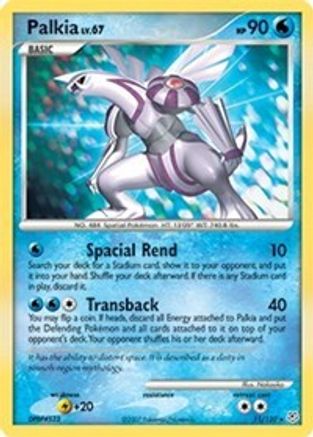 Palkia LV.67 HP 90
BASIC
NO. 484 Spatial Pokémon HT. 13'09" WT. 740.8 lbs.
Spacial Rend 10
Search your deck for a Stadium card, show it to your opponent, and put
it into your hand. Shuffle your deck afterward. If there is any Stadium card
in play, discard it.
Transback 40
You may flip a coin. If heads, discard all Energy attached to Palkia and put
the Defending Pokémon and all cards attached to it on top of your
opponent's deck. Your opponent shuffles his or her deck afterward.
It has the ability to distort space. It is described as a deity in
Sinnoh-region mythology.
weakness resistance retreat cost
+20
DPBP#523
11/130